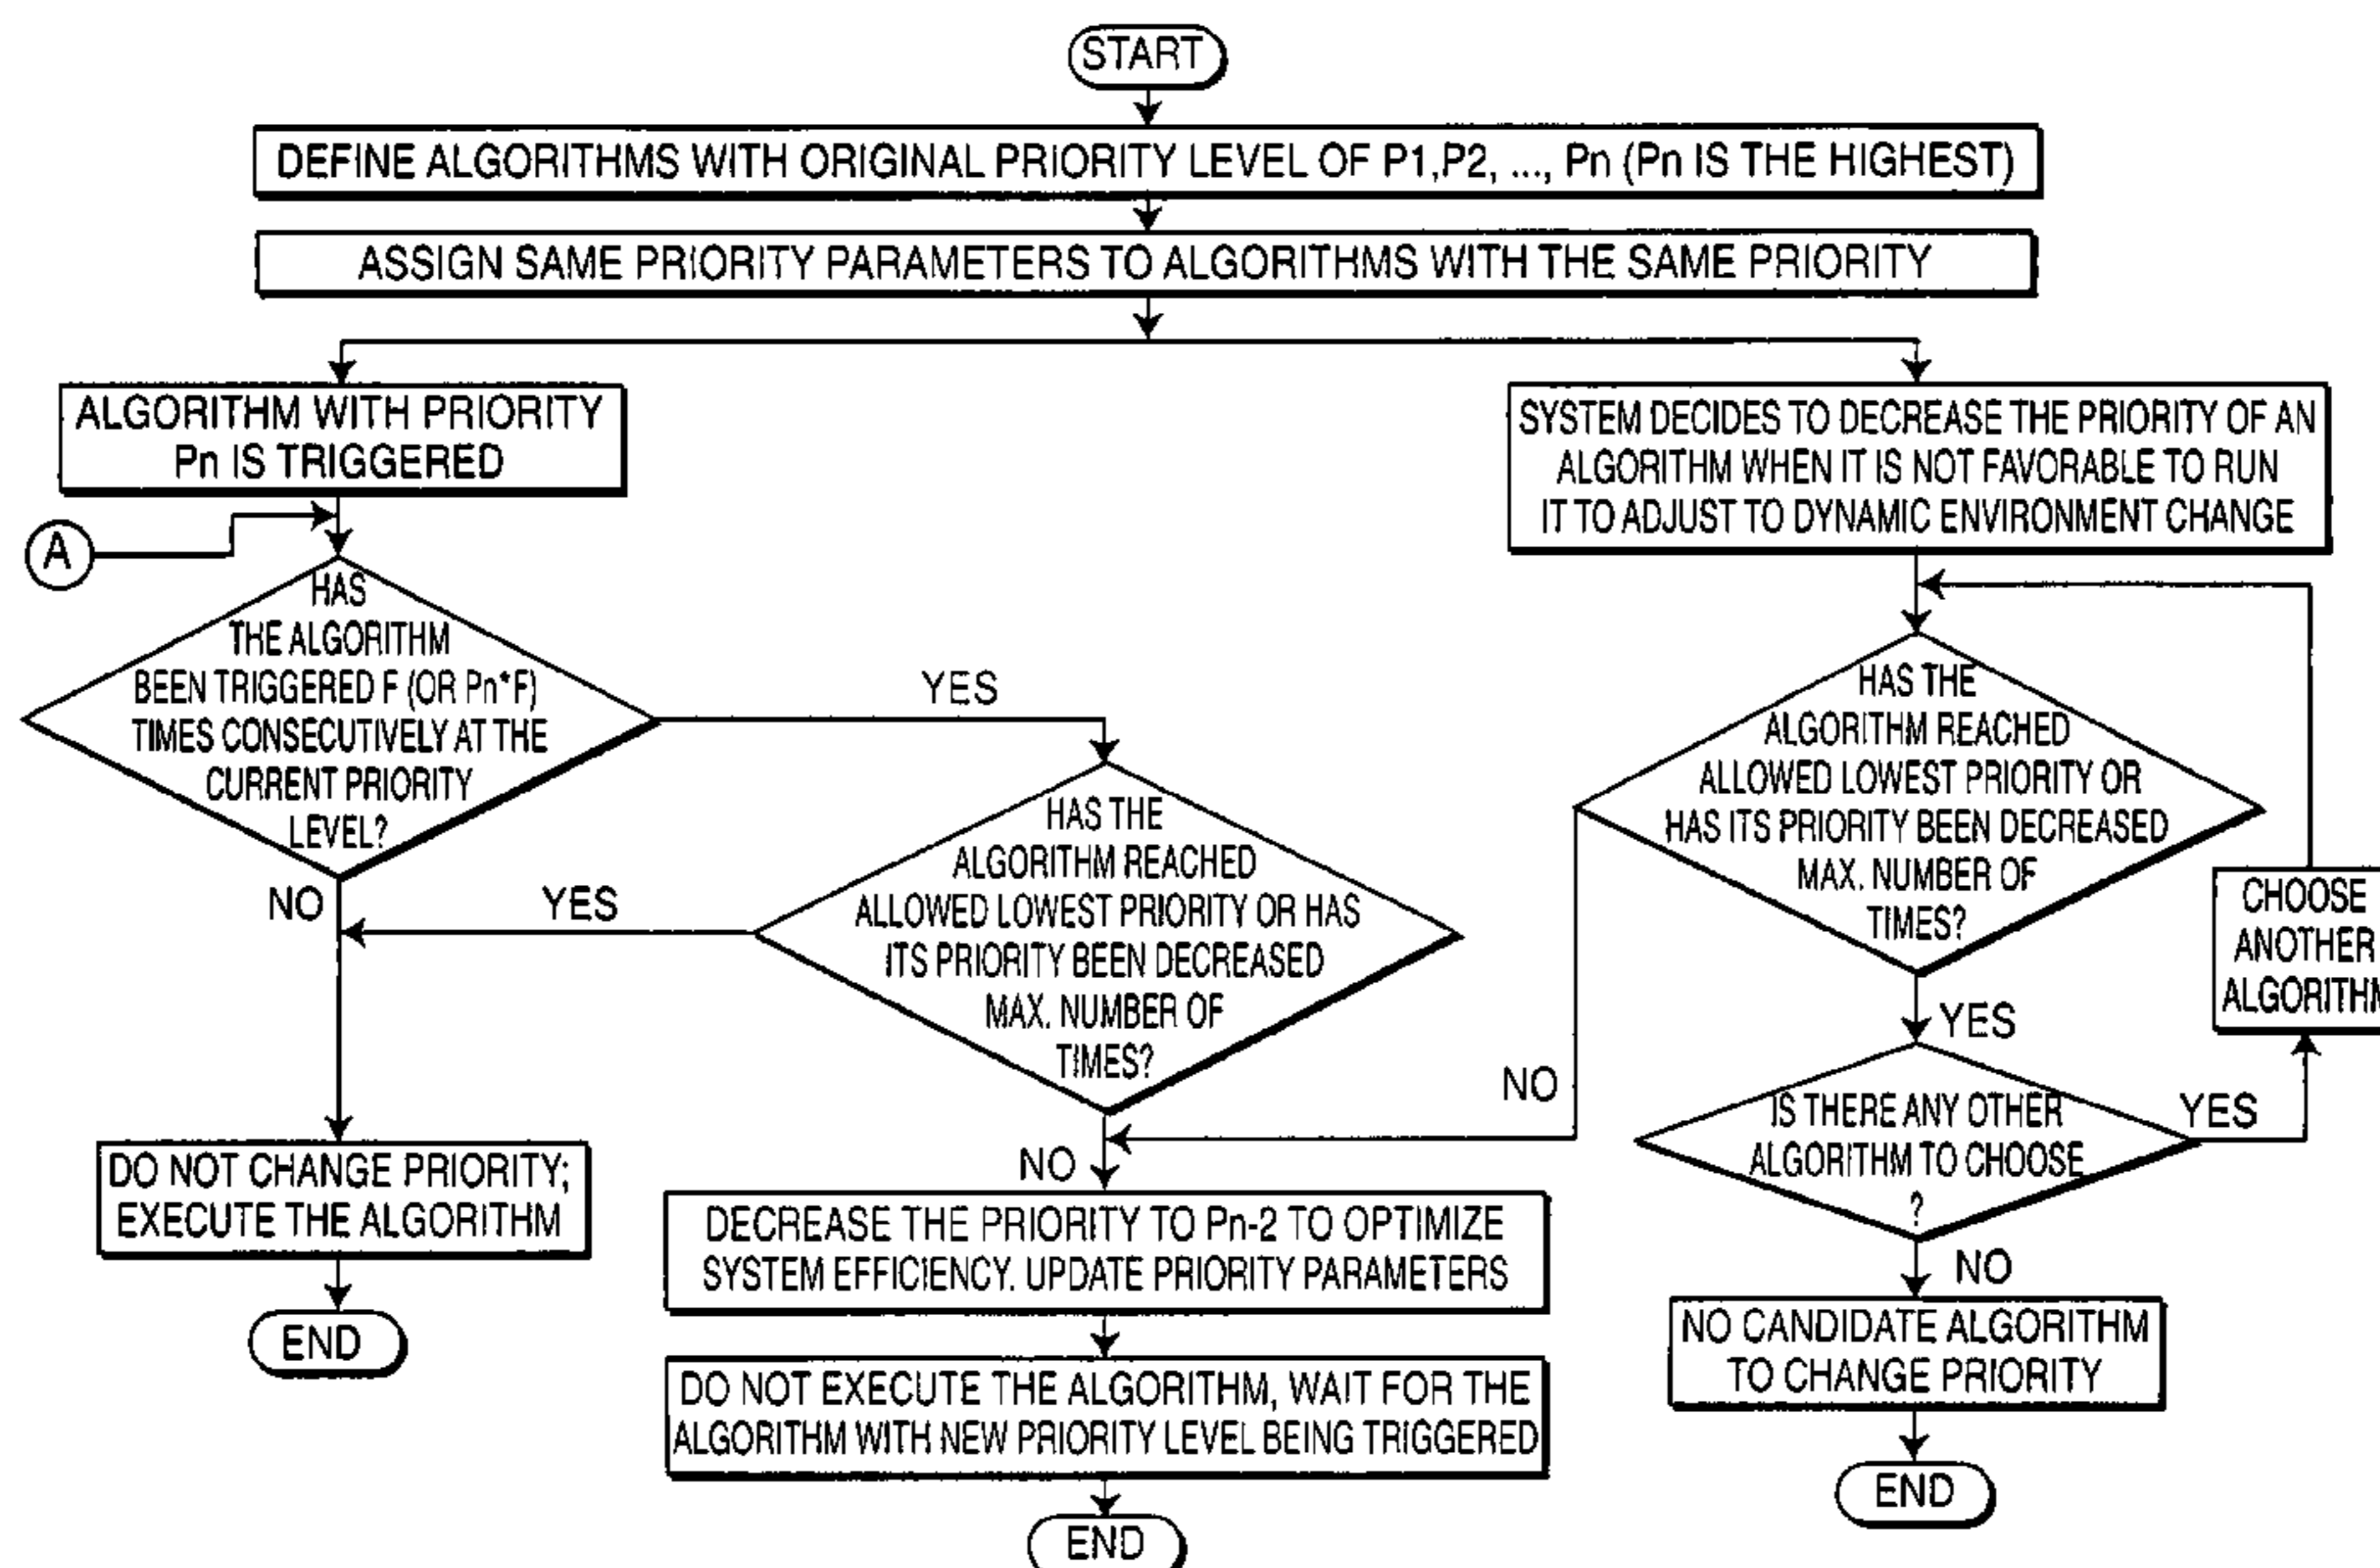 START
DEFINE ALGORITHMS WITH ORIGINAL PRIORITY LEVEL OF P1,P2, ..., Pn (Pn IS THE HIGHEST)
ASSIGN SAME PRIORITY PARAMETERS TO ALGORITHMS WITH THE SAME PRIORITY
ALGORITHM WITH PRIORITY
Pn IS TRIGGERED
A
HAS
THE ALGORITHM
BEEN TRIGGERED F (OR Pn*F)
TIMES CONSECUTIVELY AT THE
CURRENT PRIORITY
LEVEL?
YES
NO
HAS THE
ALGORITHM REACHED
ALLOWED LOWEST PRIORITY OR HAS
ITS PRIORITY BEEN DECREASED
MAX. NUMBER OF
TIMES?
YES
NO
DO NOT CHANGE PRIORITY;
EXECUTE THE ALGORITHM
END
DECREASE THE PRIORITY TO Pn-2 TO OPTIMIZE
SYSTEM EFFICIENCY. UPDATE PRIORITY PARAMETERS
DO NOT EXECUTE THE ALGORITHM, WAIT FOR THE
ALGORITHM WITH NEW PRIORITY LEVEL BEING TRIGGERED
END
SYSTEM DECIDES TO DECREASE THE PRIORITY OF AN
ALGORITHM WHEN IT IS NOT FAVORABLE TO RUN
IT TO ADJUST TO DYNAMIC ENVIRONMENT CHANGE
HAS THE
ALGORITHM REACHED
ALLOWED LOWEST PRIORITY OR
HAS ITS PRIORITY BEEN DECREASED
MAX. NUMBER OF
TIMES?
NO
YES
IS THERE ANY OTHER
ALGORITHM TO CHOOSE
?
YES
CHOOSE
ANOTHER
ALGORITHM
NO
NO CANDIDATE ALGORITHM
TO CHANGE PRIORITY
END